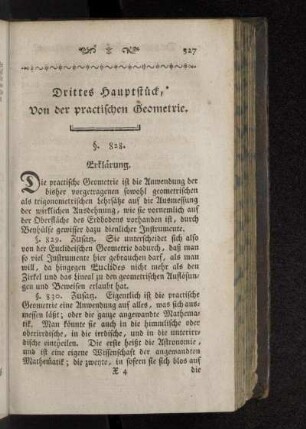 527
Drittes Hauptstück,
von der practischen Geometrie.
§. 828.
Erklärung.
Die practische Geometrie ist die Anwendung der
bisher vorgetragenen sowohl geometrischen
als trigonometrischen Lehrsätze auf die Ausmessung
der wirklichen Ausdehnung, wie sie vornemlich auf
der Oberfläche des Erdbodens vorhanden ist, durch
Beyhülfe gewisser dazu dienlicher Instrumente.
§. 829. Zusatz. Sie unterscheidet sich also
von der Euclideischen Geometrie dadurch, daß man
so viel Instrumente hier gebrauchen darf, als man
will, da hingegen Euclides nicht mehr als den
Zirkel und das Lineal zu den geometrischen Auflösun-
gen und Beweisen erlaubt hat.
§. 830. Zusatz. Eigentlich ist die practische
Geometrie eine Anwendung auf alles, was sich aus-
messen läßt; oder die ganze angewandte Mathema-
tik. Man könnte sie auch in die himmlische oder
oberirdische, in die irrdische, und in die unterirr-
dische eintheilen. Die erste heißt die Astronomie,
und ist eine eigene Wissenschaft der angewandten
Mathematik; die zweyte, in sofern sie sich blos auf
X 4 die